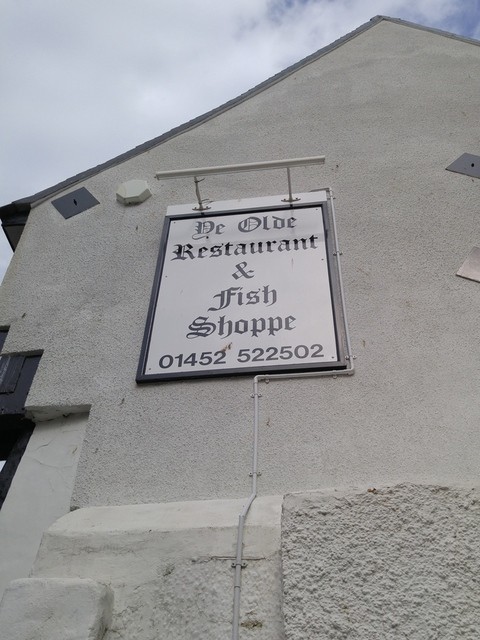 Ye Olde
Restaurant
&
Fish
Shoppe
01452 522502